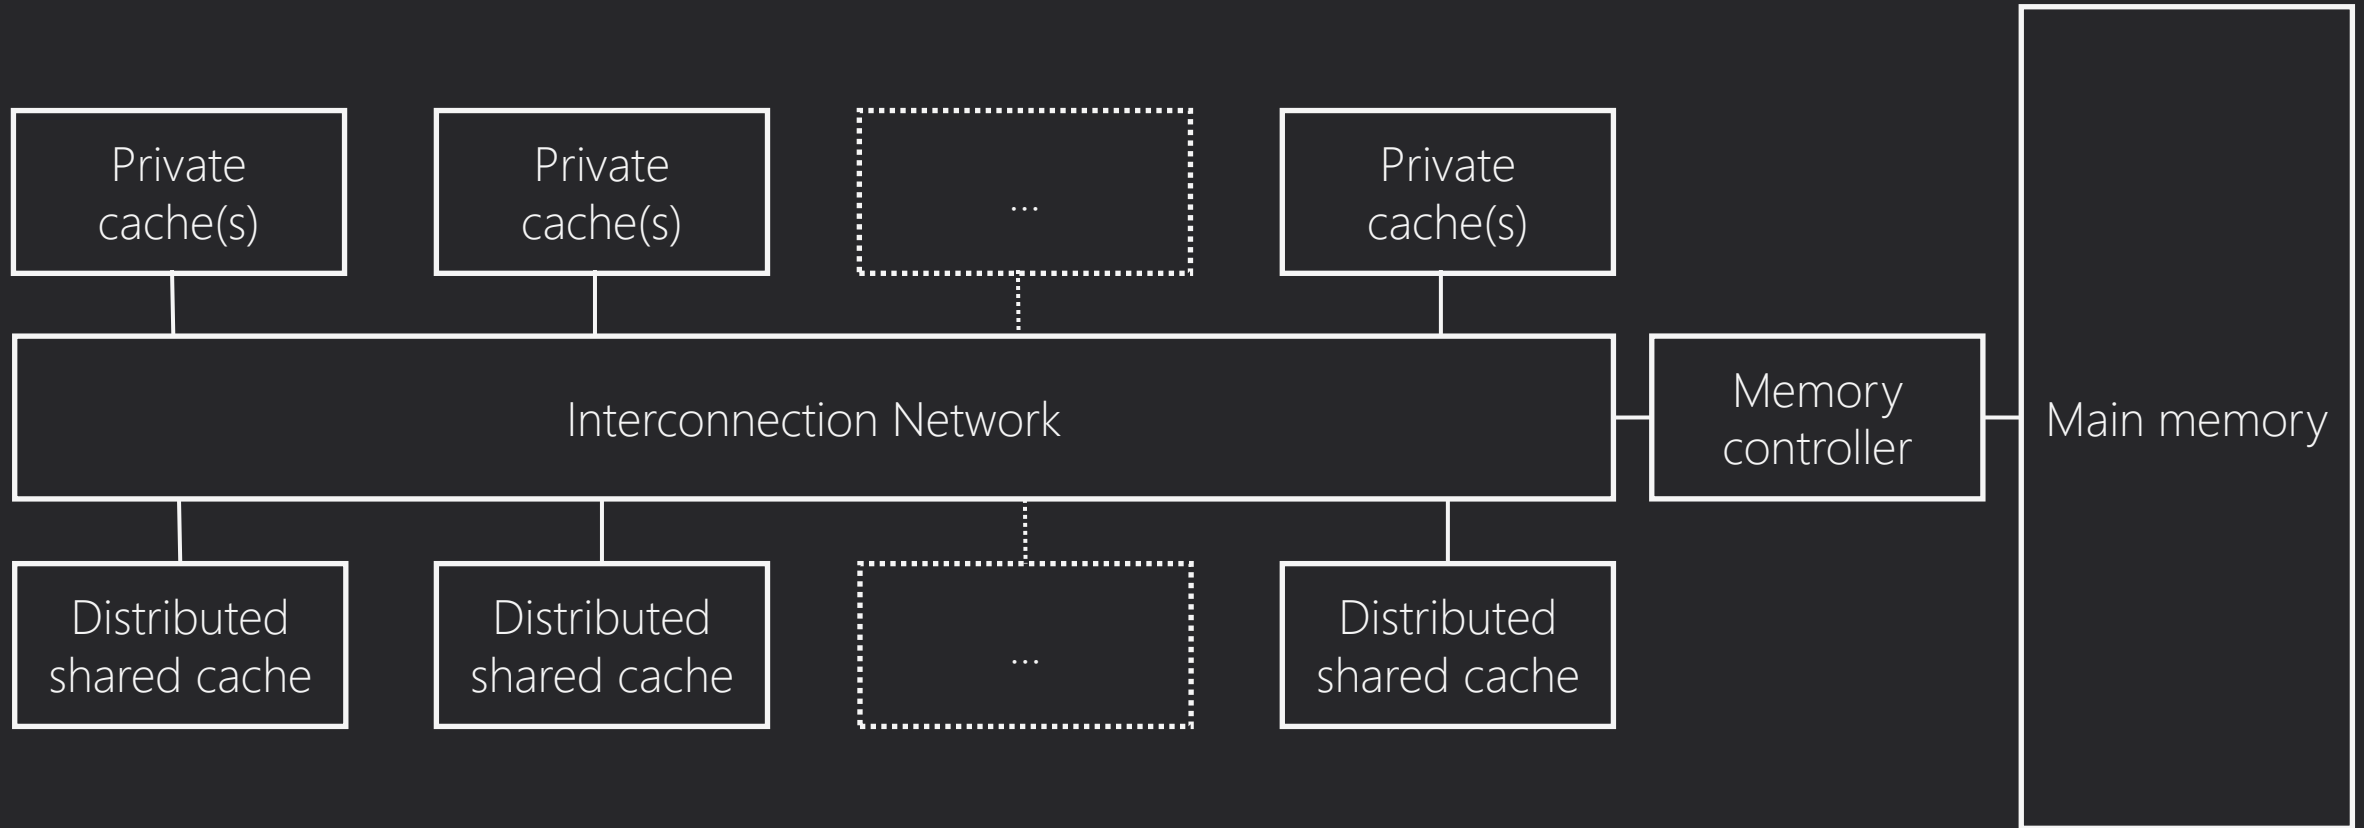 Private
cache(s)
Private
cache(s)
...
Private
cache(s)
Interconnection Network
Memory
controller
Main memory
Distributed
shared cache
Distributed
shared cache
...
Distributed
shared cache